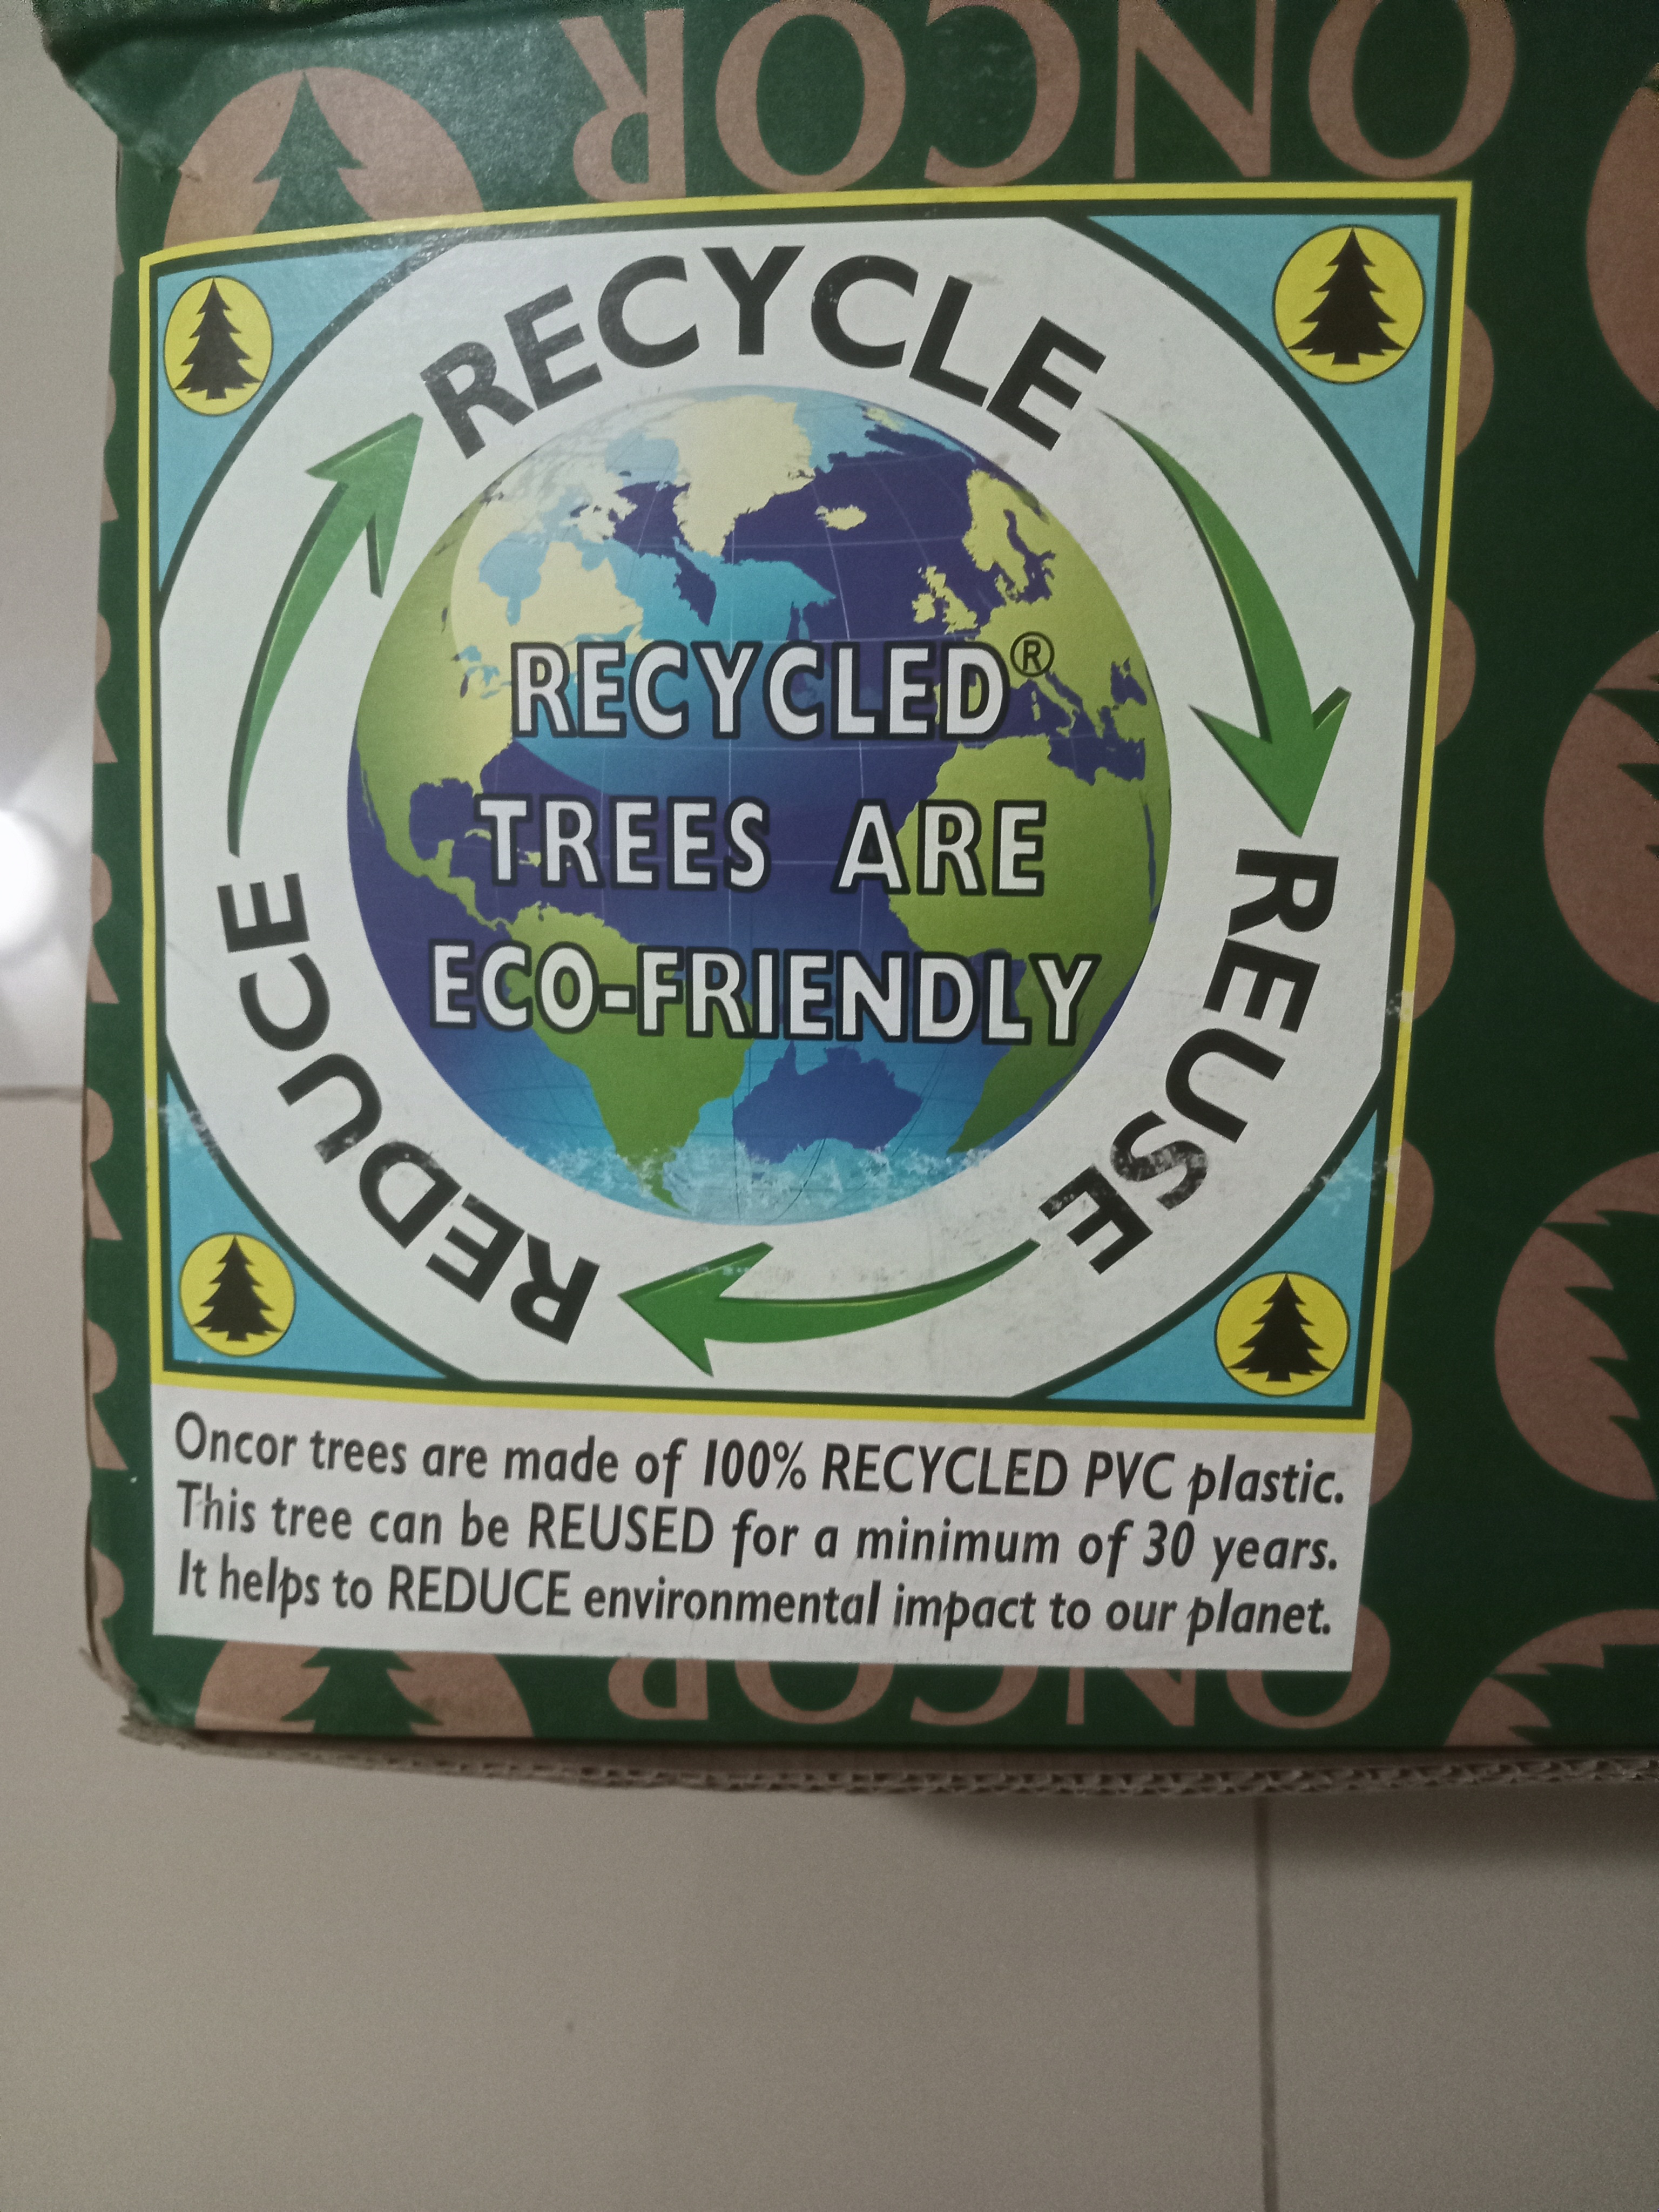 ONCOR
RECYCLE
REUSE
REDUCE
RECYCLED®
TREES ARE
ECO-FRIENDLY
Oncor trees are made of 100% RECYCLED PVC plastic.
This tree can be REUSED for a minimum of 30 years.
It helps to REDUCE environmental impact to our planet.
ONCOR